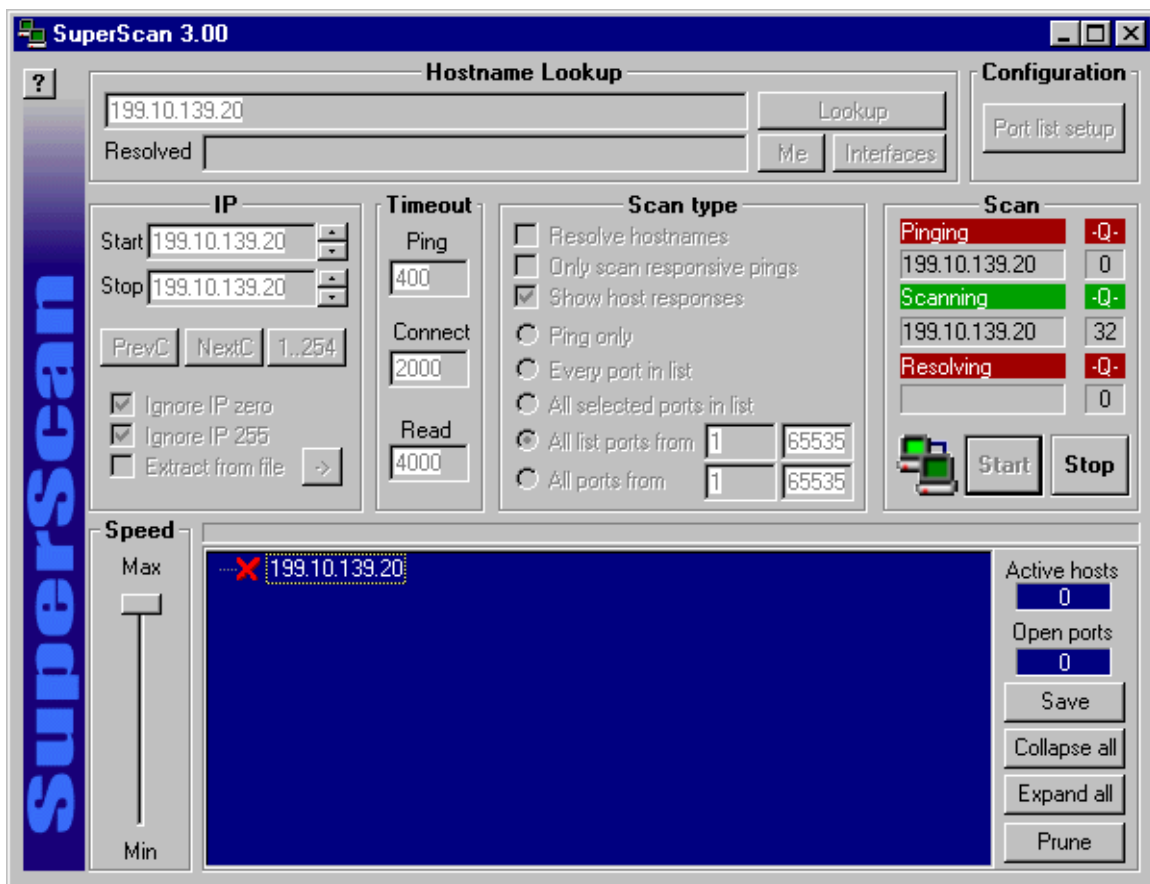 SuperScan 3.00
?
Hostname Lookup
199.10.139.20
Lookup
Resolved
Me
Interfaces
Configuration
Port list setup
IP
Start 199.10.139.20
Stop 199.10.139.20
PrevC NextC 1..254
Ignore IP zero
Ignore IP 255
Extract from file ->
Timeout
Ping
400
Connect
2000
Read
4000
Scan type
Resolve hostnames
Only scan responsive pings
Show host responses
Ping only
Every port in list
All selected ports in list
All list ports from 1 65535
All ports from 1 65535
Scan
Pinging -Q-
199.10.139.20 0
Scanning -Q-
199.10.139.20 32
Resolving -Q-
0
Start Stop
SuperScan
Speed
Max
Min
199.10.139.20
Active hosts
0
Open ports
0
Save
Collapse all
Expand all
Prune